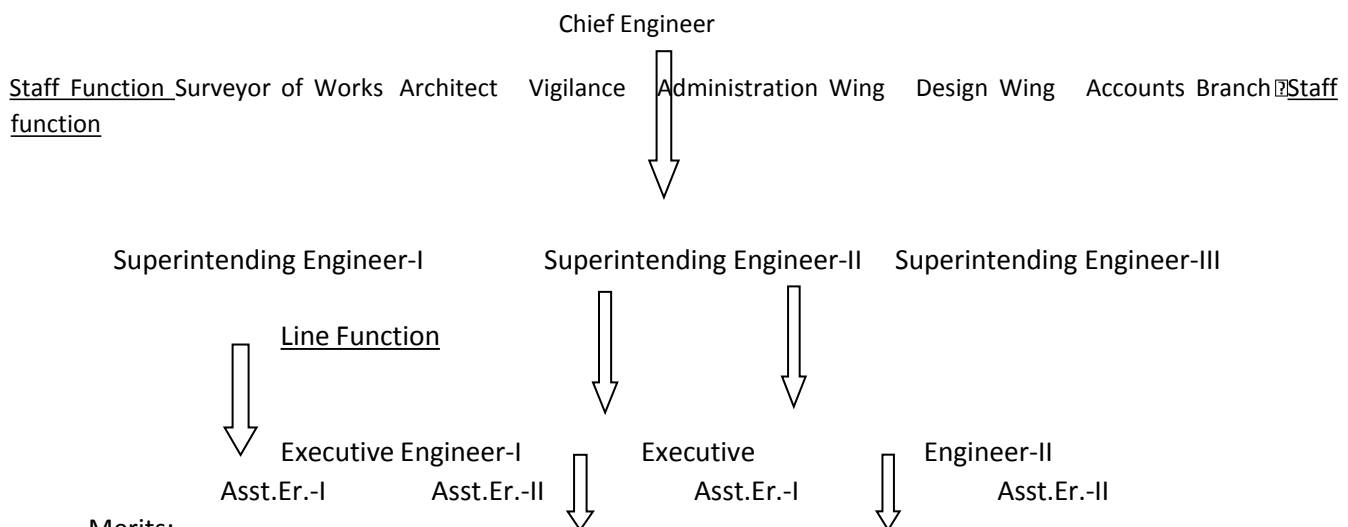 Chief Engineer
Staff Function Surveyor of Works Architect Vigilance Administration Wing Design Wing Accounts Branch Staff
function
Superintending Engineer-I Superintending Engineer-II Superintending Engineer-III
Line Function
Executive Engineer-I Executive Engineer-II
Asst.Er.-I Asst.Er.-II Asst.Er.-I Asst.Er.-II
Merits: